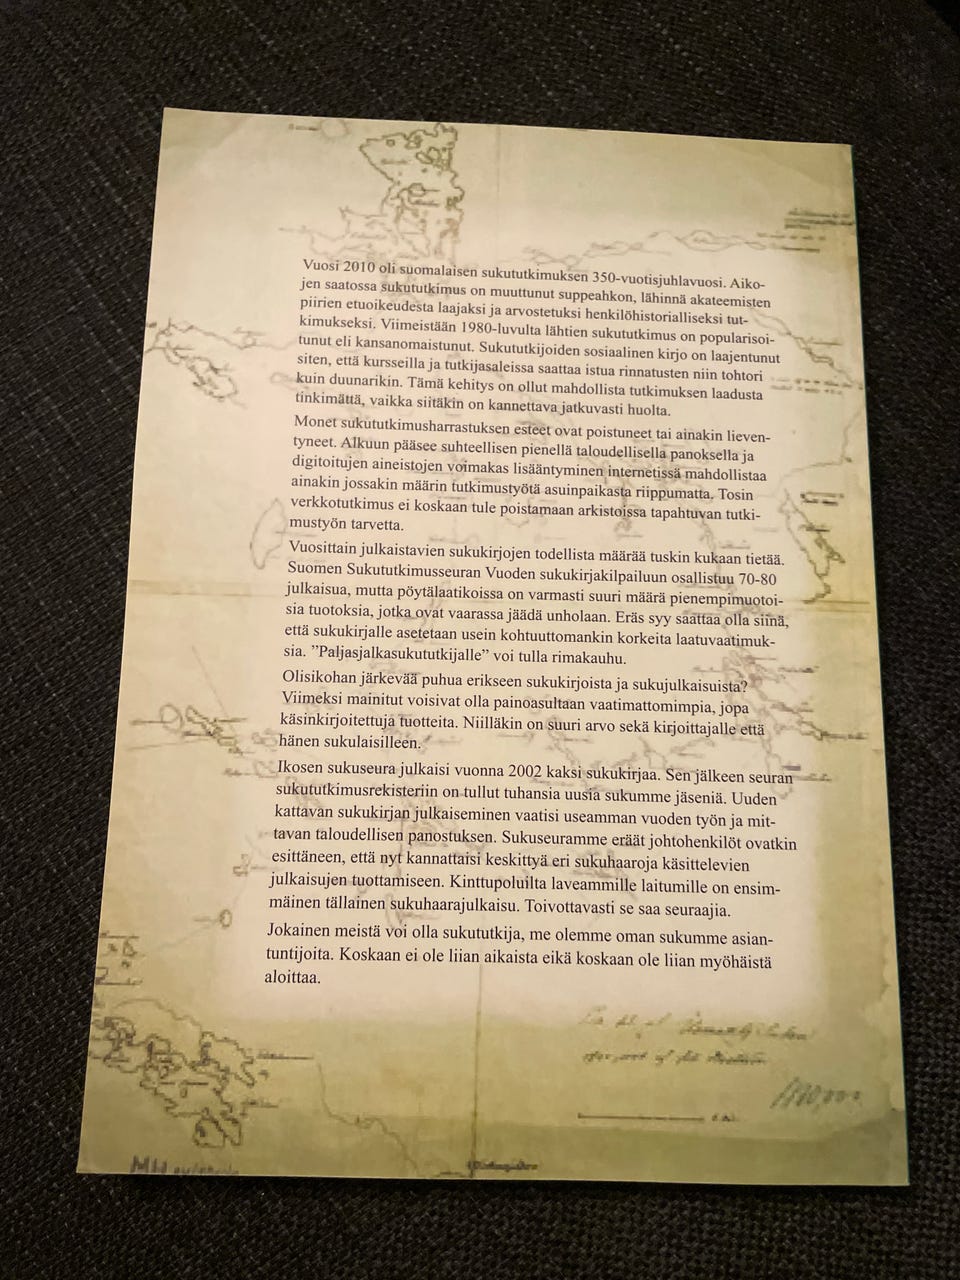 Vuosi 2010 oli suomalaisen sukututkimuksen 350-vuotisjuhlavuosi. Aiko-
jen saatossa sukututkimus on muuttunut suppeahkon, lähinnä akateemisten
piirien etuoikeudesta laajaksi ja arvostetuksi henkilöhistorialliseksi tut-
kimukseksi. Viimeistään 1980-luvulta lähtien sukututkimus on popularisoi-
tunut eli kansanomaistunut. Sukututkijoiden sosiaalinen kirjo on laajentunut
siten, että kursseilla ja tutkijasaleissa saattaa istua rinnatusten niin tohtori
kuin duunarikin. Tämä kehitys on ollut mahdollista tutkimuksen laadusta
tinkimättä, vaikka siitäkin on kannettava jatkuvasti huolta.
Monet sukututkimusharrastuksen esteet ovat poistuneet tai ainakin lieven-
tyneet. Alkuun pääsee suhteellisen pienellä taloudellisella panoksella ja
digitoitujen aineistojen voimakas lisääntyminen internetissä mahdollistaa
ainakin jossakin määrin tutkimustyötä asuinpaikasta riippumatta. Tosin
verkkotutkimus ei koskaan tule poistamaan arkistoissa tapahtuvan tutki-
mustyön tarvetta.
Vuosittain julkaistavien sukukirjojen todellista määrää tuskin kukaan tietää.
Suomen Sukututkimusseuran Vuoden sukukirjakilpailuun osallistuu 70-80
julkaisua, mutta pöytälaatikoissa on varmasti suuri määrä pienempimuotoi-
sia tuotoksia, jotka ovat vaarassa jäädä unholaan. Eräs syy saattaa olla siinä,
että sukukirjalle asetetaan usein kohtuuttomankin korkeita laatuvaatimuk-
sia. ”Paljasjalkasukututkijalle” voi tulla rimakauhu.
Olisikohan järkevää puhua erikseen sukukirjoista ja sukujulkaisuista?
Viimeksi mainitut voisivat olla painoasultaan vaatimattomimpia, jopa
käsinkirjoitettuja tuotteita. Niilläkin on suuri arvo sekä kirjoittajalle että
hänen sukulaisilleen.
Ikosen sukuseura julkaisi vuonna 2002 kaksi sukukirjaa. Sen jälkeen seuran
sukututkimusrekisteriin on tullut tuhansia uusia sukumme jäseniä. Uuden
kattavan sukukirjan julkaiseminen vaatisi useamman vuoden työn ja mit-
tavan taloudellisen panostuksen. Sukuseuramme eräät johtohenkilöt ovatkin
esittäneen, että nyt kannattaisi keskittyä eri sukuhaaroja käsittelevien
julkaisujen tuottamiseen. Kinttupoluilta laveammille laitumille on ensim-
mäinen tällainen sukuhaarajulkaisu. Toivottavasti se saa seuraajia.
Jokainen meistä voi olla sukututkija, me olemme oman sukumme asian-
tuntijoita. Koskaan ei ole liian aikaista eikä koskaan ole liian myöhäistä
aloittaa.